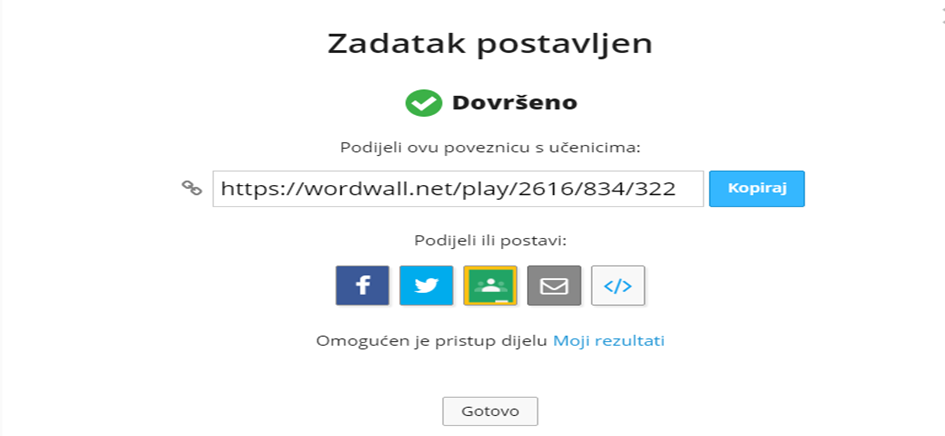 Zadatak postavljen
Dovršeno
Podijeli ovu poveznicu s učenicima:
https://wordwall.net/play/2616/834/322 Kopiraj
Podijeli ili postavi:
f </>
Omogućen je pristup dijelu Moji rezultati
Gotovo